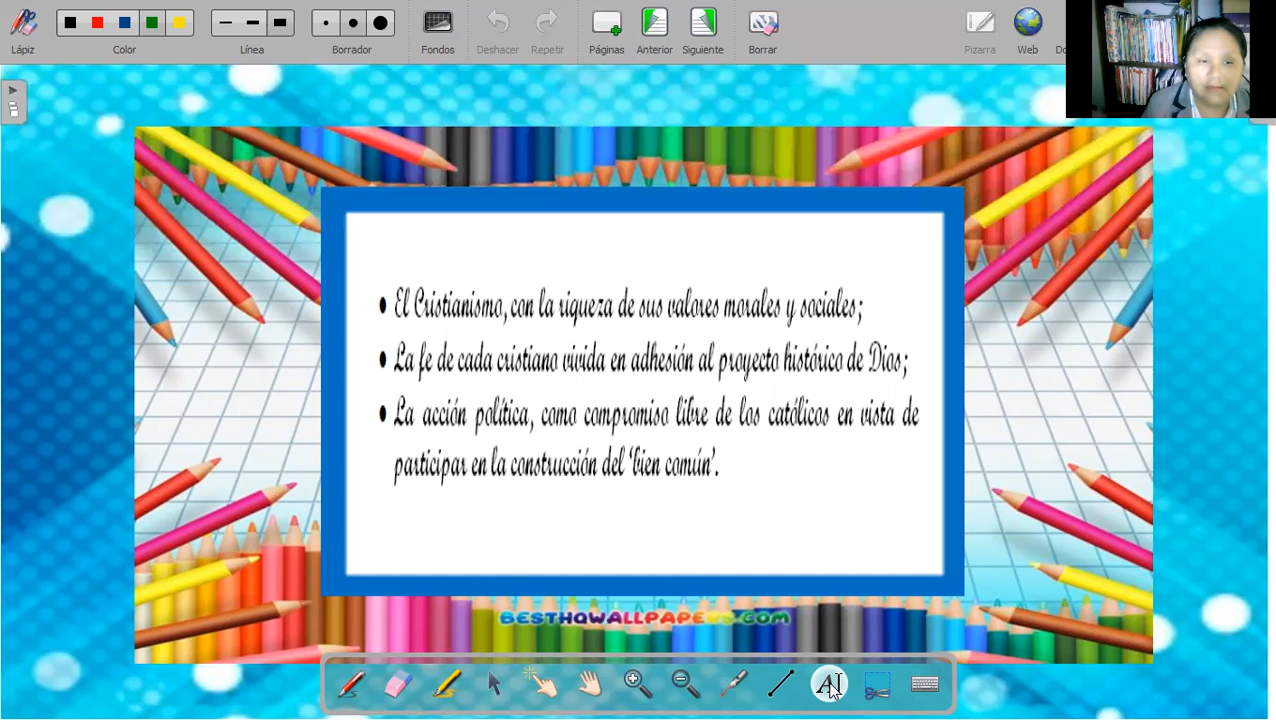 Lápiz
Color
Línea
Borrador
Fondos
Deshacer
Repetir
Páginas
Anterior
Siguiente
Borrar
Pizarra
Web
• El Cristianismo, con la riqueza de sus valores morales y sociales;
• La fe de cada cristiano vivida en adhesión al proyecto histórico de Dios;
• La acción política, como compromiso libre de los católicos en vista de
participar en la construcción del 'bien común'.
BESTHQWALLPAPERS.COM
AI